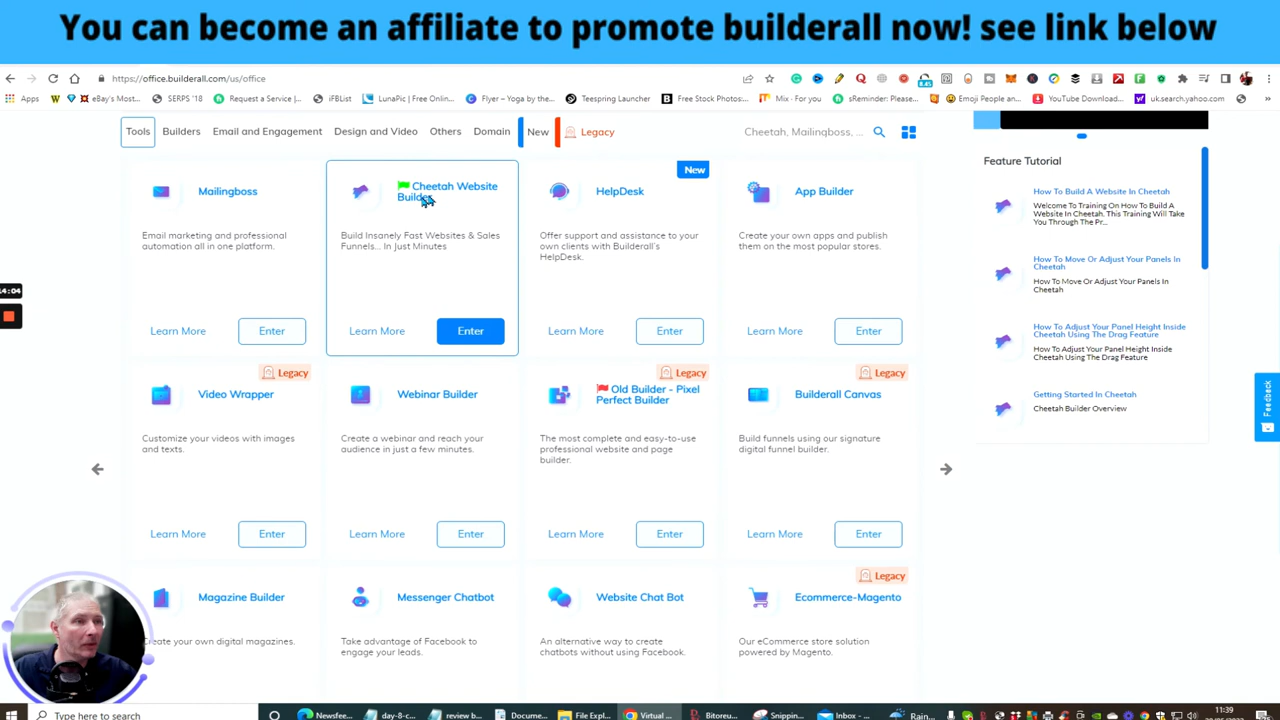 You can become an affiliate to promote builderall now! see link below
https://office.builderall.com/us/office
Apps
eBay's Most...
SERPS '18
Request a Service |...
iFBList
LunaPic | Free Onlin...
Flyer – Yoga by the...
Teespring Launcher
Free Stock Photos:...
Mix · For you
sReminder: Please...
Emoji People an...
YouTube Download...
uk.search.yahoo.com
Tools
Builders
Email and Engagement
Design and Video
Others
Domain
New
Legacy
Cheetah, Mailingboss, ...
Mailingboss
Email marketing and professional
automation all in one platform.
Learn More
Enter
Cheetah Website
Builder
Build Insanely Fast Websites & Sales
Funnels... In Just Minutes
Learn More
Enter
New
HelpDesk
Offer support and assistance to your
own clients with Builderall's
HelpDesk.
Learn More
Enter
App Builder
Create your own apps and publish
them on the most popular stores.
Learn More
Enter
Legacy
Video Wrapper
Customize your videos with images
and texts.
Learn More
Enter
Webinar Builder
Create a webinar and reach your
audience in just a few minutes.
Learn More
Enter
Legacy
Old Builder - Pixel
Perfect Builder
The most complete and easy-to-use
professional website and page
builder.
Learn More
Enter
Legacy
Builderall Canvas
Build funnels using our signature
digital funnel builder.
Learn More
Enter
Magazine Builder
Create your own digital magazines.
Messenger Chatbot
Take advantage of Facebook to
engage your leads.
Website Chat Bot
An alternative way to create
chatbots without using Facebook.
Legacy
Ecommerce-Magento
Our eCommerce store solution
powered by Magento.
Feature Tutorial
How To Build A Website In Cheetah
Welcome To Training On How To Build A
Website In Cheetah. This Training Will Take
You Through The Pr...
How To Move Or Adjust Your Panels In
Cheetah
How To Move Or Adjust Your Panels In
Cheetah
How To Adjust Your Panel Height Inside
Cheetah Using The Drag Feature
How To Adjust Your Panel Height Inside
Cheetah Using The Drag Feature
Getting Started In Cheetah
Cheetah Builder Overview
Feedback
14:04
Type here to search
Newsfee...
day-8-c...
review b...
Docume...
File Expl...
Virtual ...
Bitoreu...
Snippin...
Inbox - ...
Rain...
11:39